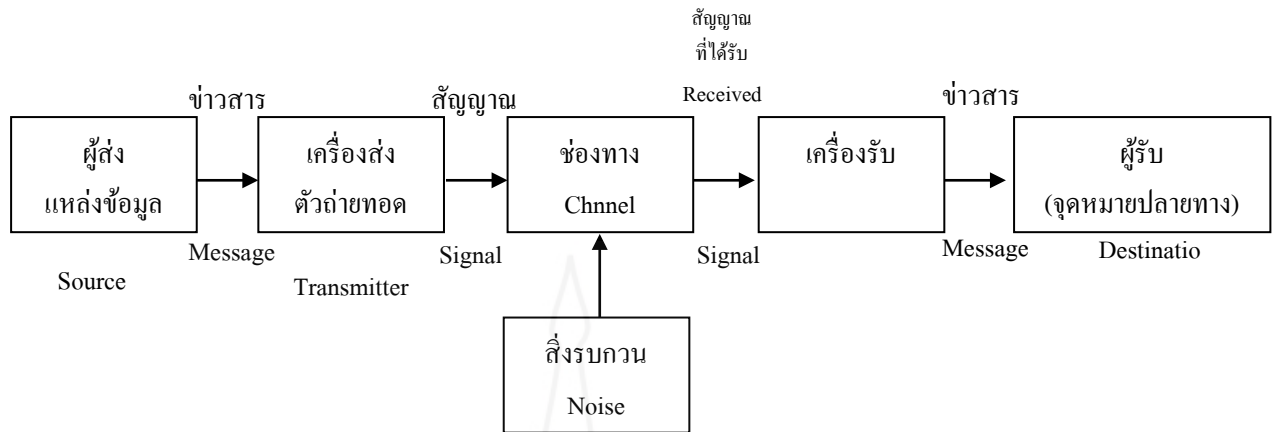 สัญญาณ
ที่ได้รับ
Received
ข่าวสาร
สัญญาณ
ข่าวสาร
ผู้ส่ง
แหล่งข้อมูล
เครื่องส่ง
ตัวถ่ายทอด
ช่องทาง
Chnnel
เครื่องรับ
ผู้รับ
(จุดหมายปลายทาง)
Message
Signal
Signal
Message
Destinatio
Source
Transmitter
สิ่งรบกวน
Noise